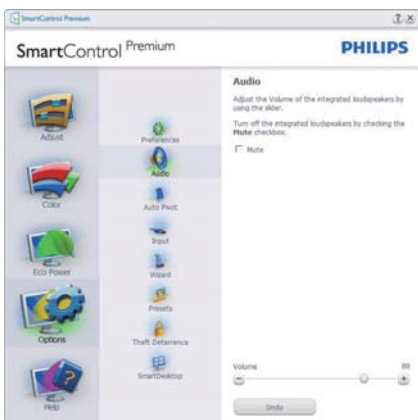 SmartControl Premium
SmartControl Premium
PHILIPS
Adjust
Color
Eco Power
Options
Help
Preferences
Audio
Auto Pivot
Input
Wizard
Presets
Theft Deterrence
SmartDesktop
Audio
Adjust the Volume of the integrated loudspeakers by
using the slider.
Turn off the integrated loudspeakers by checking the
Mute checkbox.
Mute
Volume 80
Undo